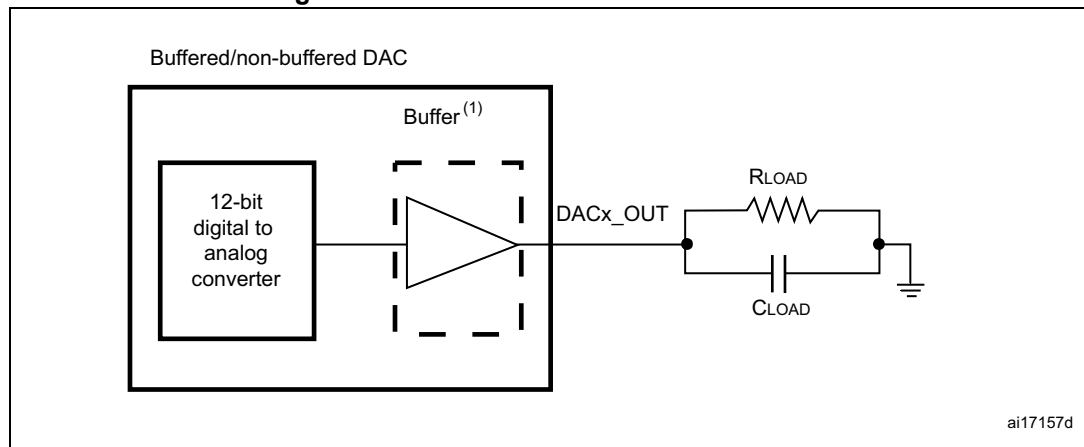 Buffered/non-buffered DAC
Buffer(1)
12-bit
digital to
analog
converter
DACx_OUT
RLOAD
CLOAD
ai17157d